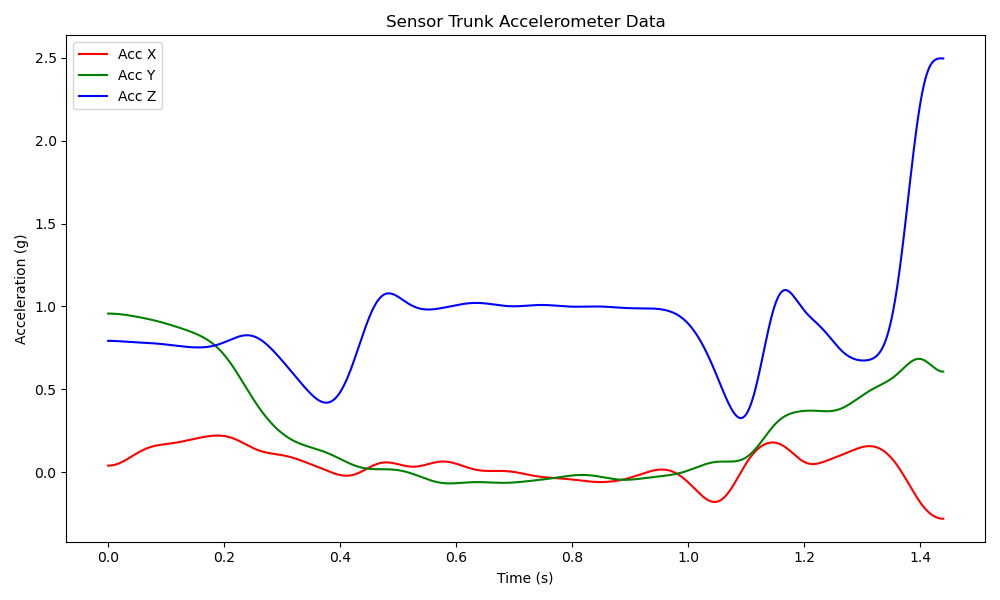 Sensor Trunk Accelerometer Data
Acc X
Acc Y
Acc Z
Acceleration (g)
2.5
2.0
1.5
1.0
0.5
0.0
0.0 0.2 0.4 0.6 0.8 1.0 1.2 1.4
Time (s)